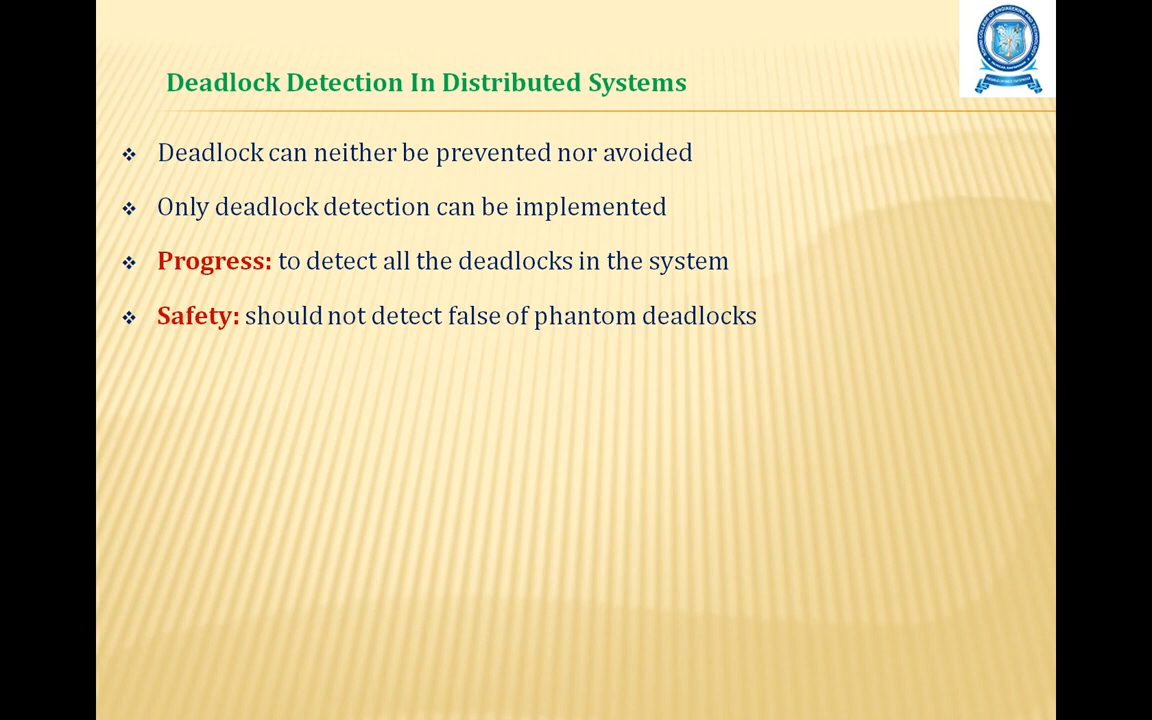 Deadlock Detection In Distributed Systems
Deadlock can neither be prevented nor avoided
Only deadlock detection can be implemented
Progress: to detect all the deadlocks in the system
Safety: should not detect false of phantom deadlocks